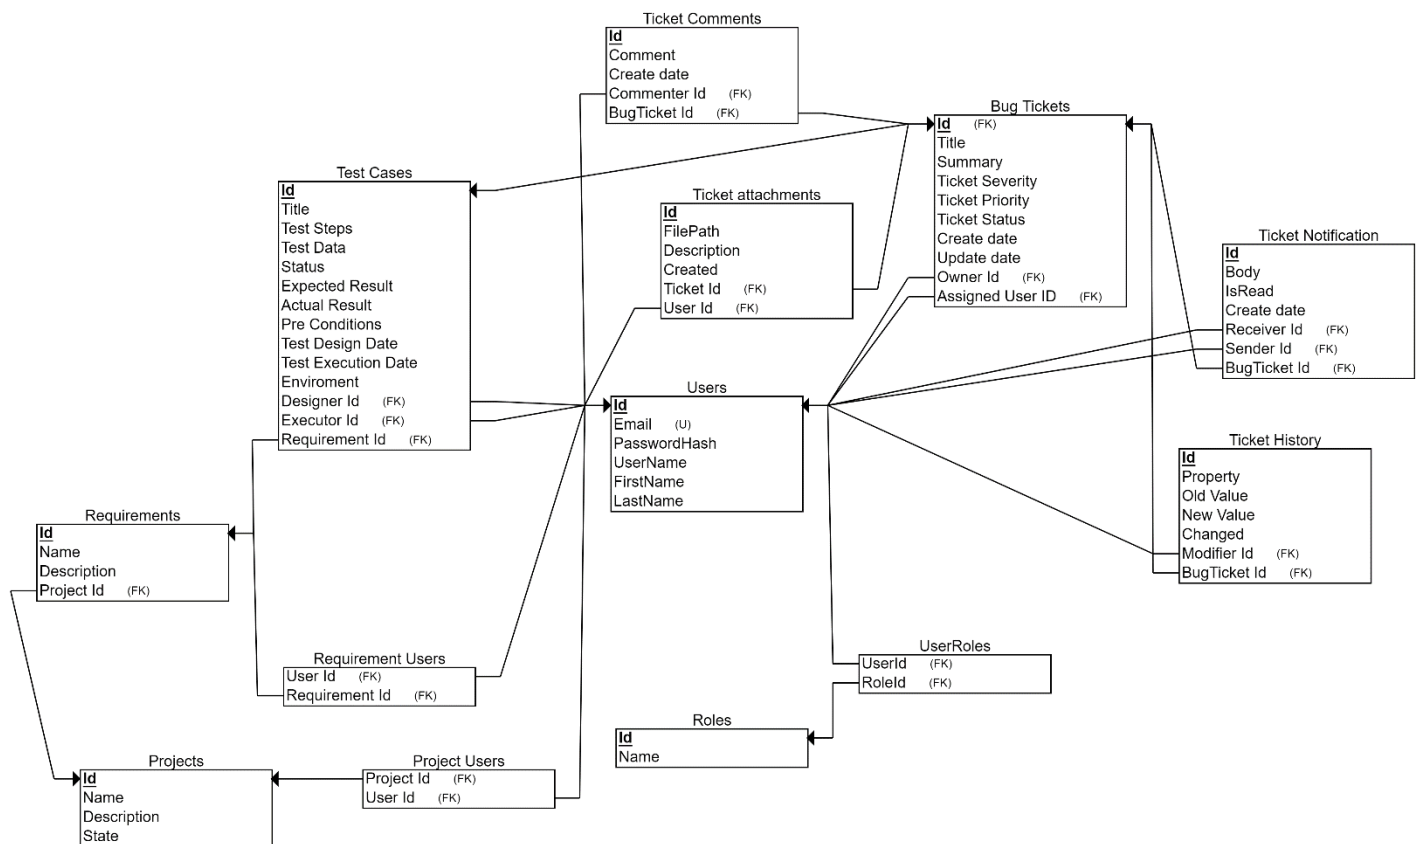 Ticket Comments
Id
Comment
Create date
Commenter Id (FK)
BugTicket Id (FK)
Bug Tickets
Id (FK)
Title
Summary
Ticket Severity
Ticket Priority
Ticket Status
Create date
Update date
Owner Id (FK)
Assigned User ID (FK)
Test Cases
Id
Title
Test Steps
Test Data
Status
Expected Result
Actual Result
Pre Conditions
Test Design Date
Test Execution Date
Enviroment
Designer Id (FK)
Executor Id (FK)
Requirement Id (FK)
Ticket attachments
Id
FilePath
Description
Created
Ticket Id (FK)
User Id (FK)
Ticket Notification
Id
Body
IsRead
Create date
Receiver Id (FK)
Sender Id (FK)
BugTicket Id (FK)
Users
Id
Email (U)
PasswordHash
UserName
FirstName
LastName
Ticket History
Id
Property
Old Value
New Value
Changed
Modifier Id (FK)
BugTicket Id (FK)
Requirements
Id
Name
Description
Project Id (FK)
Requirement Users
User Id (FK)
Requirement Id (FK)
UserRoles
UserId (FK)
RoleId (FK)
Roles
Id
Name
Projects
Id
Name
Description
State
Project Users
Project Id (FK)
User Id (FK)